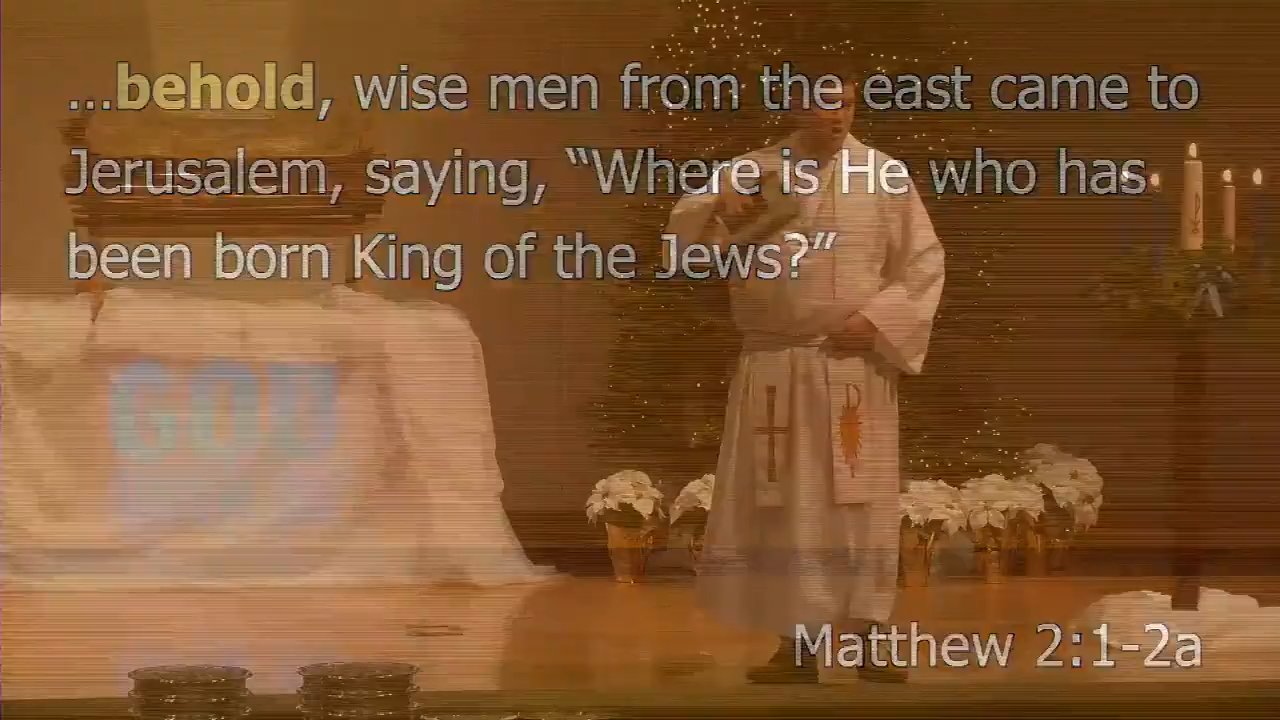 ...behold, wise men from the east came to
Jerusalem, saying, “Where is He who has
been born King of the Jews?”
GOD
Matthew 2:1-2a